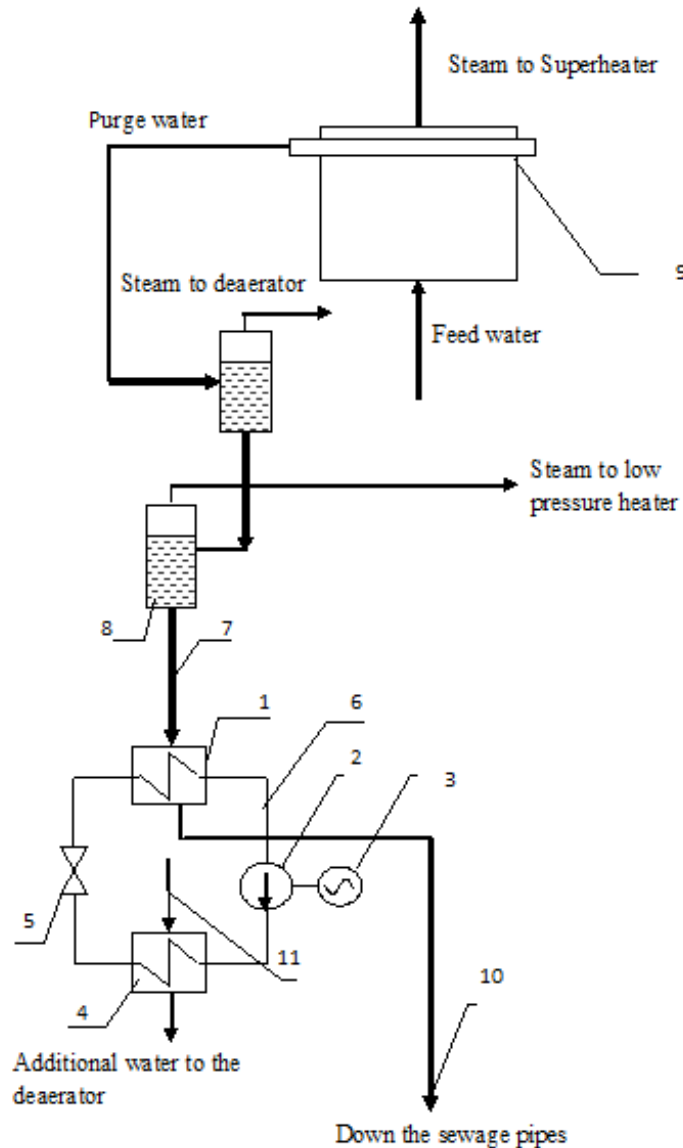 Steam to Superheater
Purge water
9
Steam to deaerator
Feed water
Steam to low
pressure heater
8
7
1
6
2
3
5
11
4
10
Additional water to the
deaerator
Down the sewage pipes